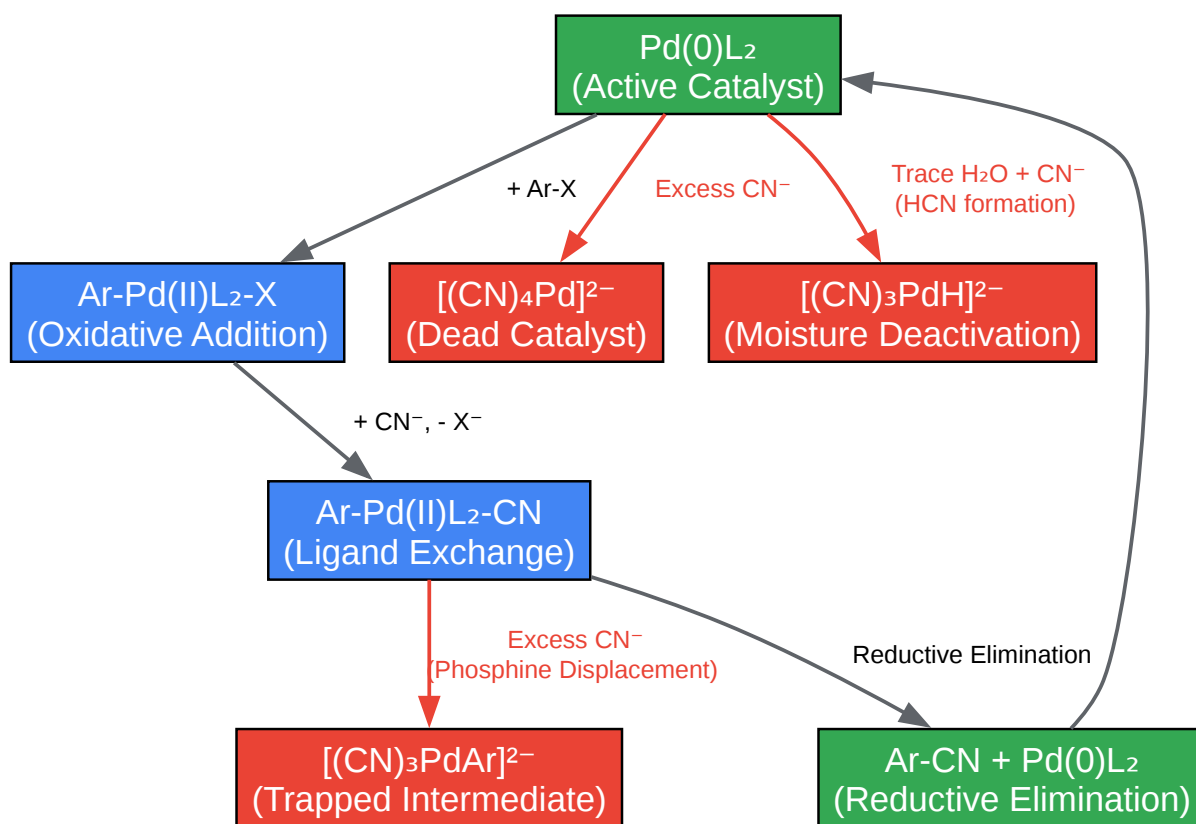 Pd(0)L₂
(Active Catalyst)
+ Ar-X
Excess CN⁻
Trace H₂O + CN⁻
(HCN formation)
Ar-Pd(II)L₂-X
(Oxidative Addition)
[(CN)₄Pd]²⁻
(Dead Catalyst)
[(CN)₃PdH]²⁻
(Moisture Deactivation)
+ CN⁻, - X⁻
Ar-Pd(II)L₂-CN
(Ligand Exchange)
Excess CN⁻
(Phosphine Displacement)
Reductive Elimination
[(CN)₃PdAr]²⁻
(Trapped Intermediate)
Ar-CN + Pd(0)L₂
(Reductive Elimination)